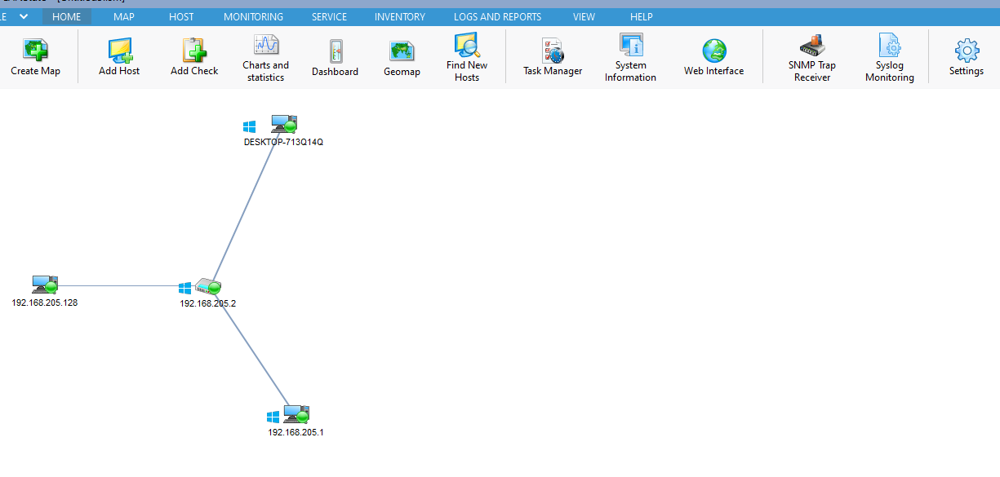 HOME MAP HOST MONITORING SERVICE INVENTORY LOGS AND REPORTS VIEW HELP
Create Map
Add Host
Add Check
Charts and
statistics
Dashboard
Geomap
Find New
Hosts
Task Manager
System
Information
Web Interface
SNMP Trap
Receiver
Syslog
Monitoring
Settings
DESKTOP-713Q14Q
192.168.205.128
192.168.205.2
192.168.205.1